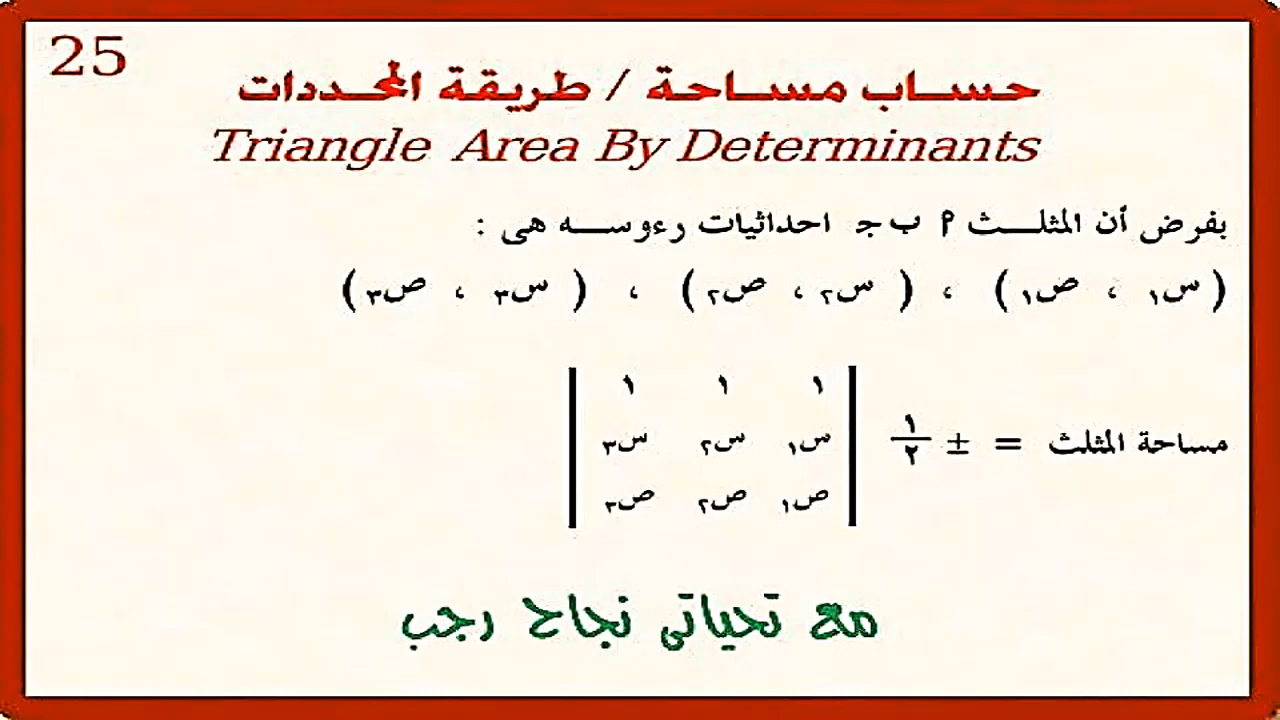 25
حساب مساحة / طريقة المحددات
Triangle Area By Determinants
بفرض أن المثلث م ب جـ احداثيات رءوسه هى :
(س١ ، ص١) ، (س٢ ، ص٢) ، (س٣ ، ص٣)
١ ١ ١
مساحة المثلث = ± ١/٢ س١ س٢ س٣
ص١ ص٢ ص٣
مع تحياتى نجاح رجب